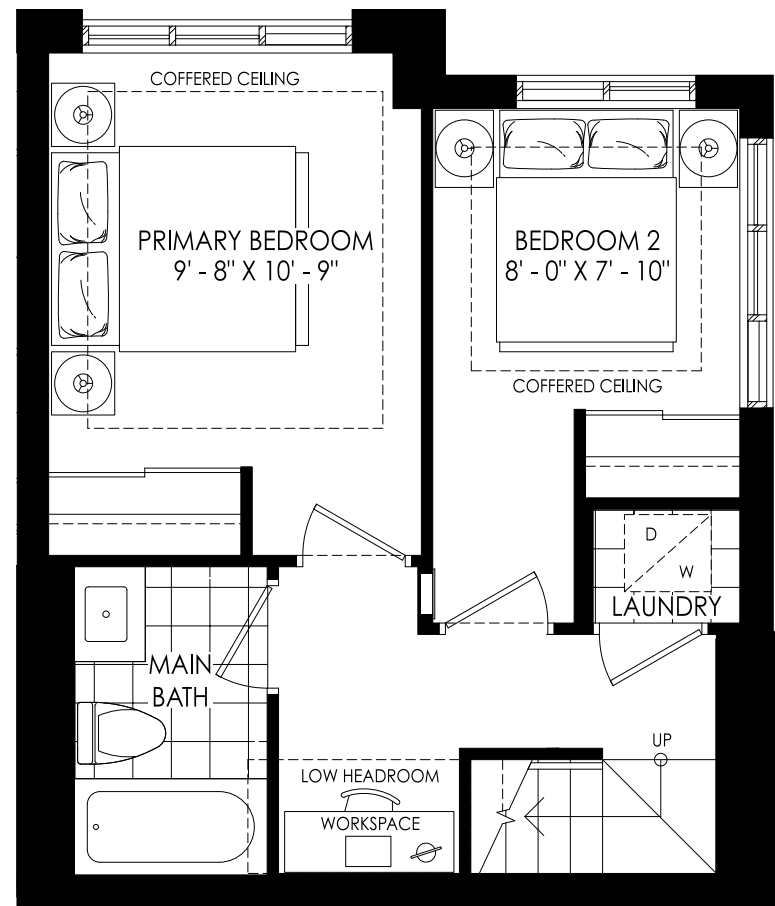 COFFERED CEILING
PRIMARY BEDROOM
9' - 8" X 10' - 9"
BEDROOM 2
8' - 0" X 7' - 10"
COFFERED CEILING
D
W
LAUNDRY
MAIN
BATH
UP
LOW HEADROOM
WORKSPACE